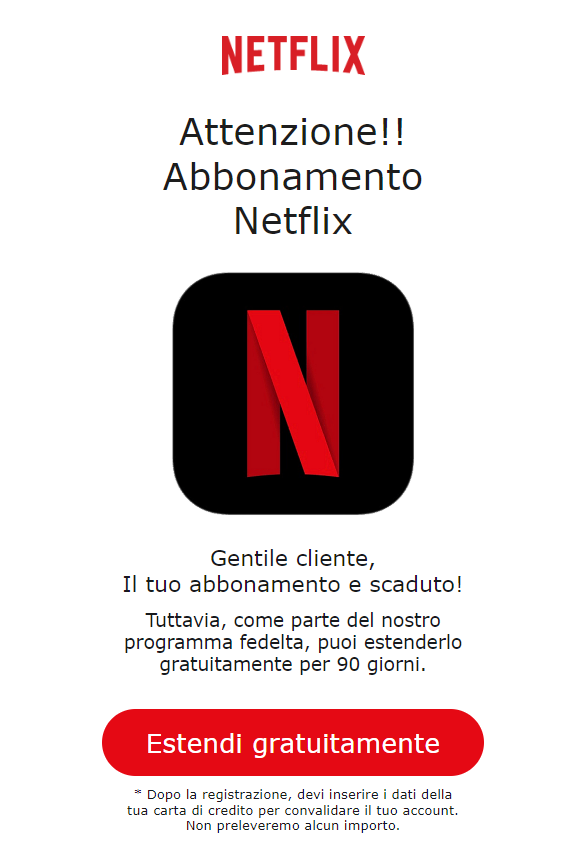 NETFLIX
Attenzione!!
Abbonamento
Netflix
N
Gentile cliente,
Il tuo abbonamento e scaduto!
Tuttavia, come parte del nostro
programma fedelta, puoi estenderlo
gratuitamente per 90 giorni.
Estendi gratuitamente
* Dopo la registrazione, devi inserire i dati della
tua carta di credito per convalidare il tuo account.
Non preleveremo alcun importo.